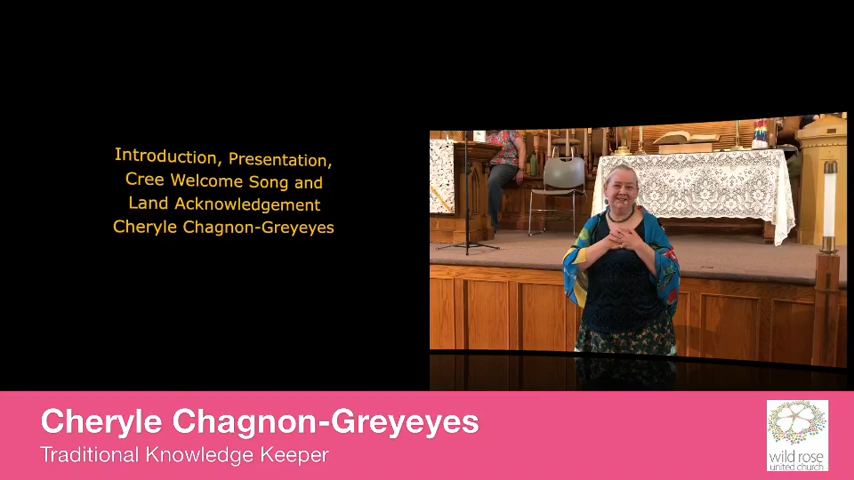 Introduction, Presentation,
Cree Welcome Song and
Land Acknowledgement
Cheryle Chagnon-Greyeyes
Cheryle Chagnon-Greyeyes
Traditional Knowledge Keeper
wild rose
united church